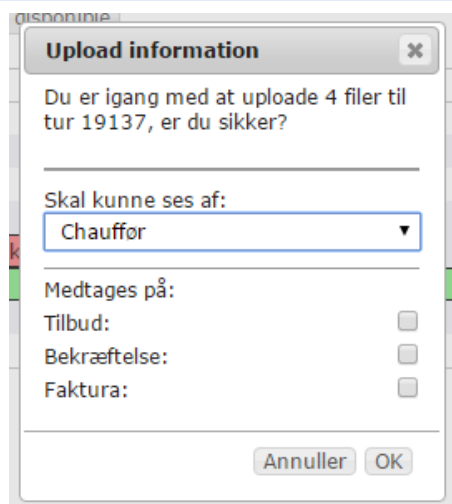 disponible
Upload information
Du er igang med at uploade 4 filer til
tur 19137, er du sikker?
Skal kunne ses af:
Chauffør
k
Medtages på:
Tilbud:
Bekræftelse:
Faktura:
Annuller OK